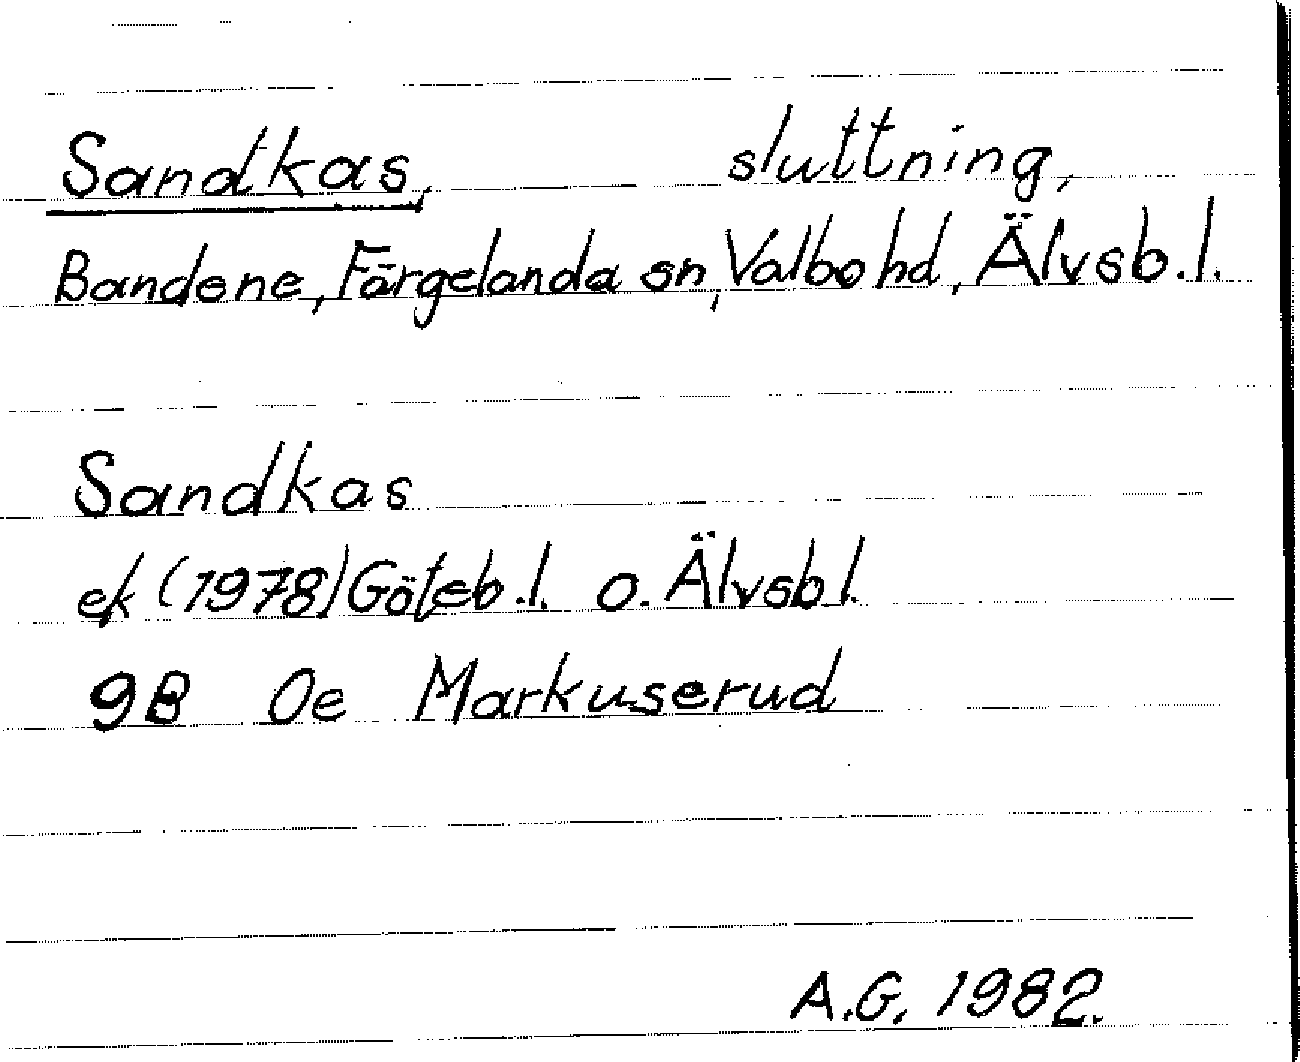 Sandkas, sluttning,
Bandene, Färgelanda sn, Valbo hd, Älvsb.l.
Sandkas
ek (1978) Göteb.l. o. Älvsb l.
9B 0e Markuserud
A.G. 1982.